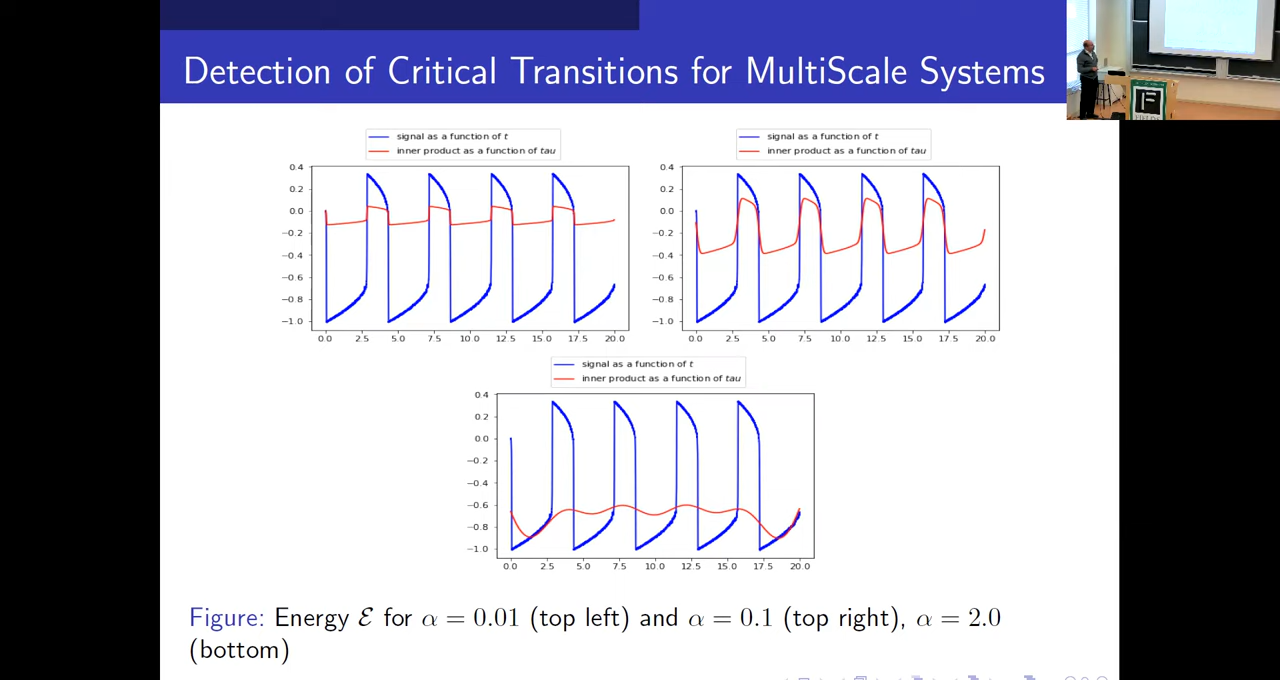 Detection of Critical Transitions for MultiScale Systems
signal as a function of t
inner product as a function of tau
0.4
0.2
0.0
−0.2
−0.4
−0.6
−0.8
−1.0
0.0 2.5 5.0 7.5 10.0 12.5 15.0 17.5 20.0
signal as a function of t
inner product as a function of tau
0.4
0.2
0.0
−0.2
−0.4
−0.6
−0.8
−1.0
0.0 2.5 5.0 7.5 10.0 12.5 15.0 17.5 20.0
signal as a function of t
inner product as a function of tau
0.4
0.2
0.0
−0.2
−0.4
−0.6
−0.8
−1.0
0.0 2.5 5.0 7.5 10.0 12.5 15.0 17.5 20.0
Figure: Energy ℰ for α = 0.01 (top left) and α = 0.1 (top right), α = 2.0
(bottom)